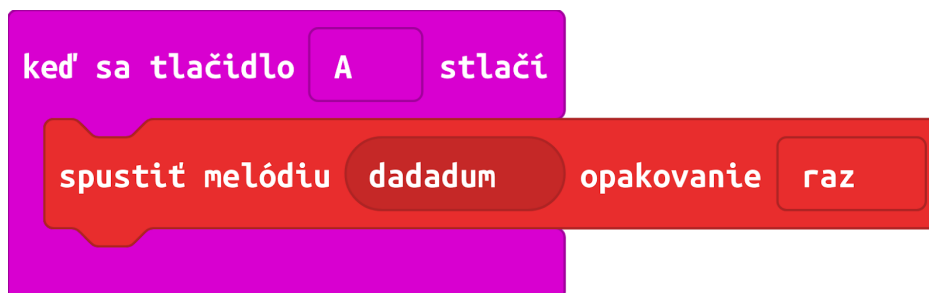 keď sa tlačidlo A stlačí
spustiť melódiu dadadum opakovanie raz